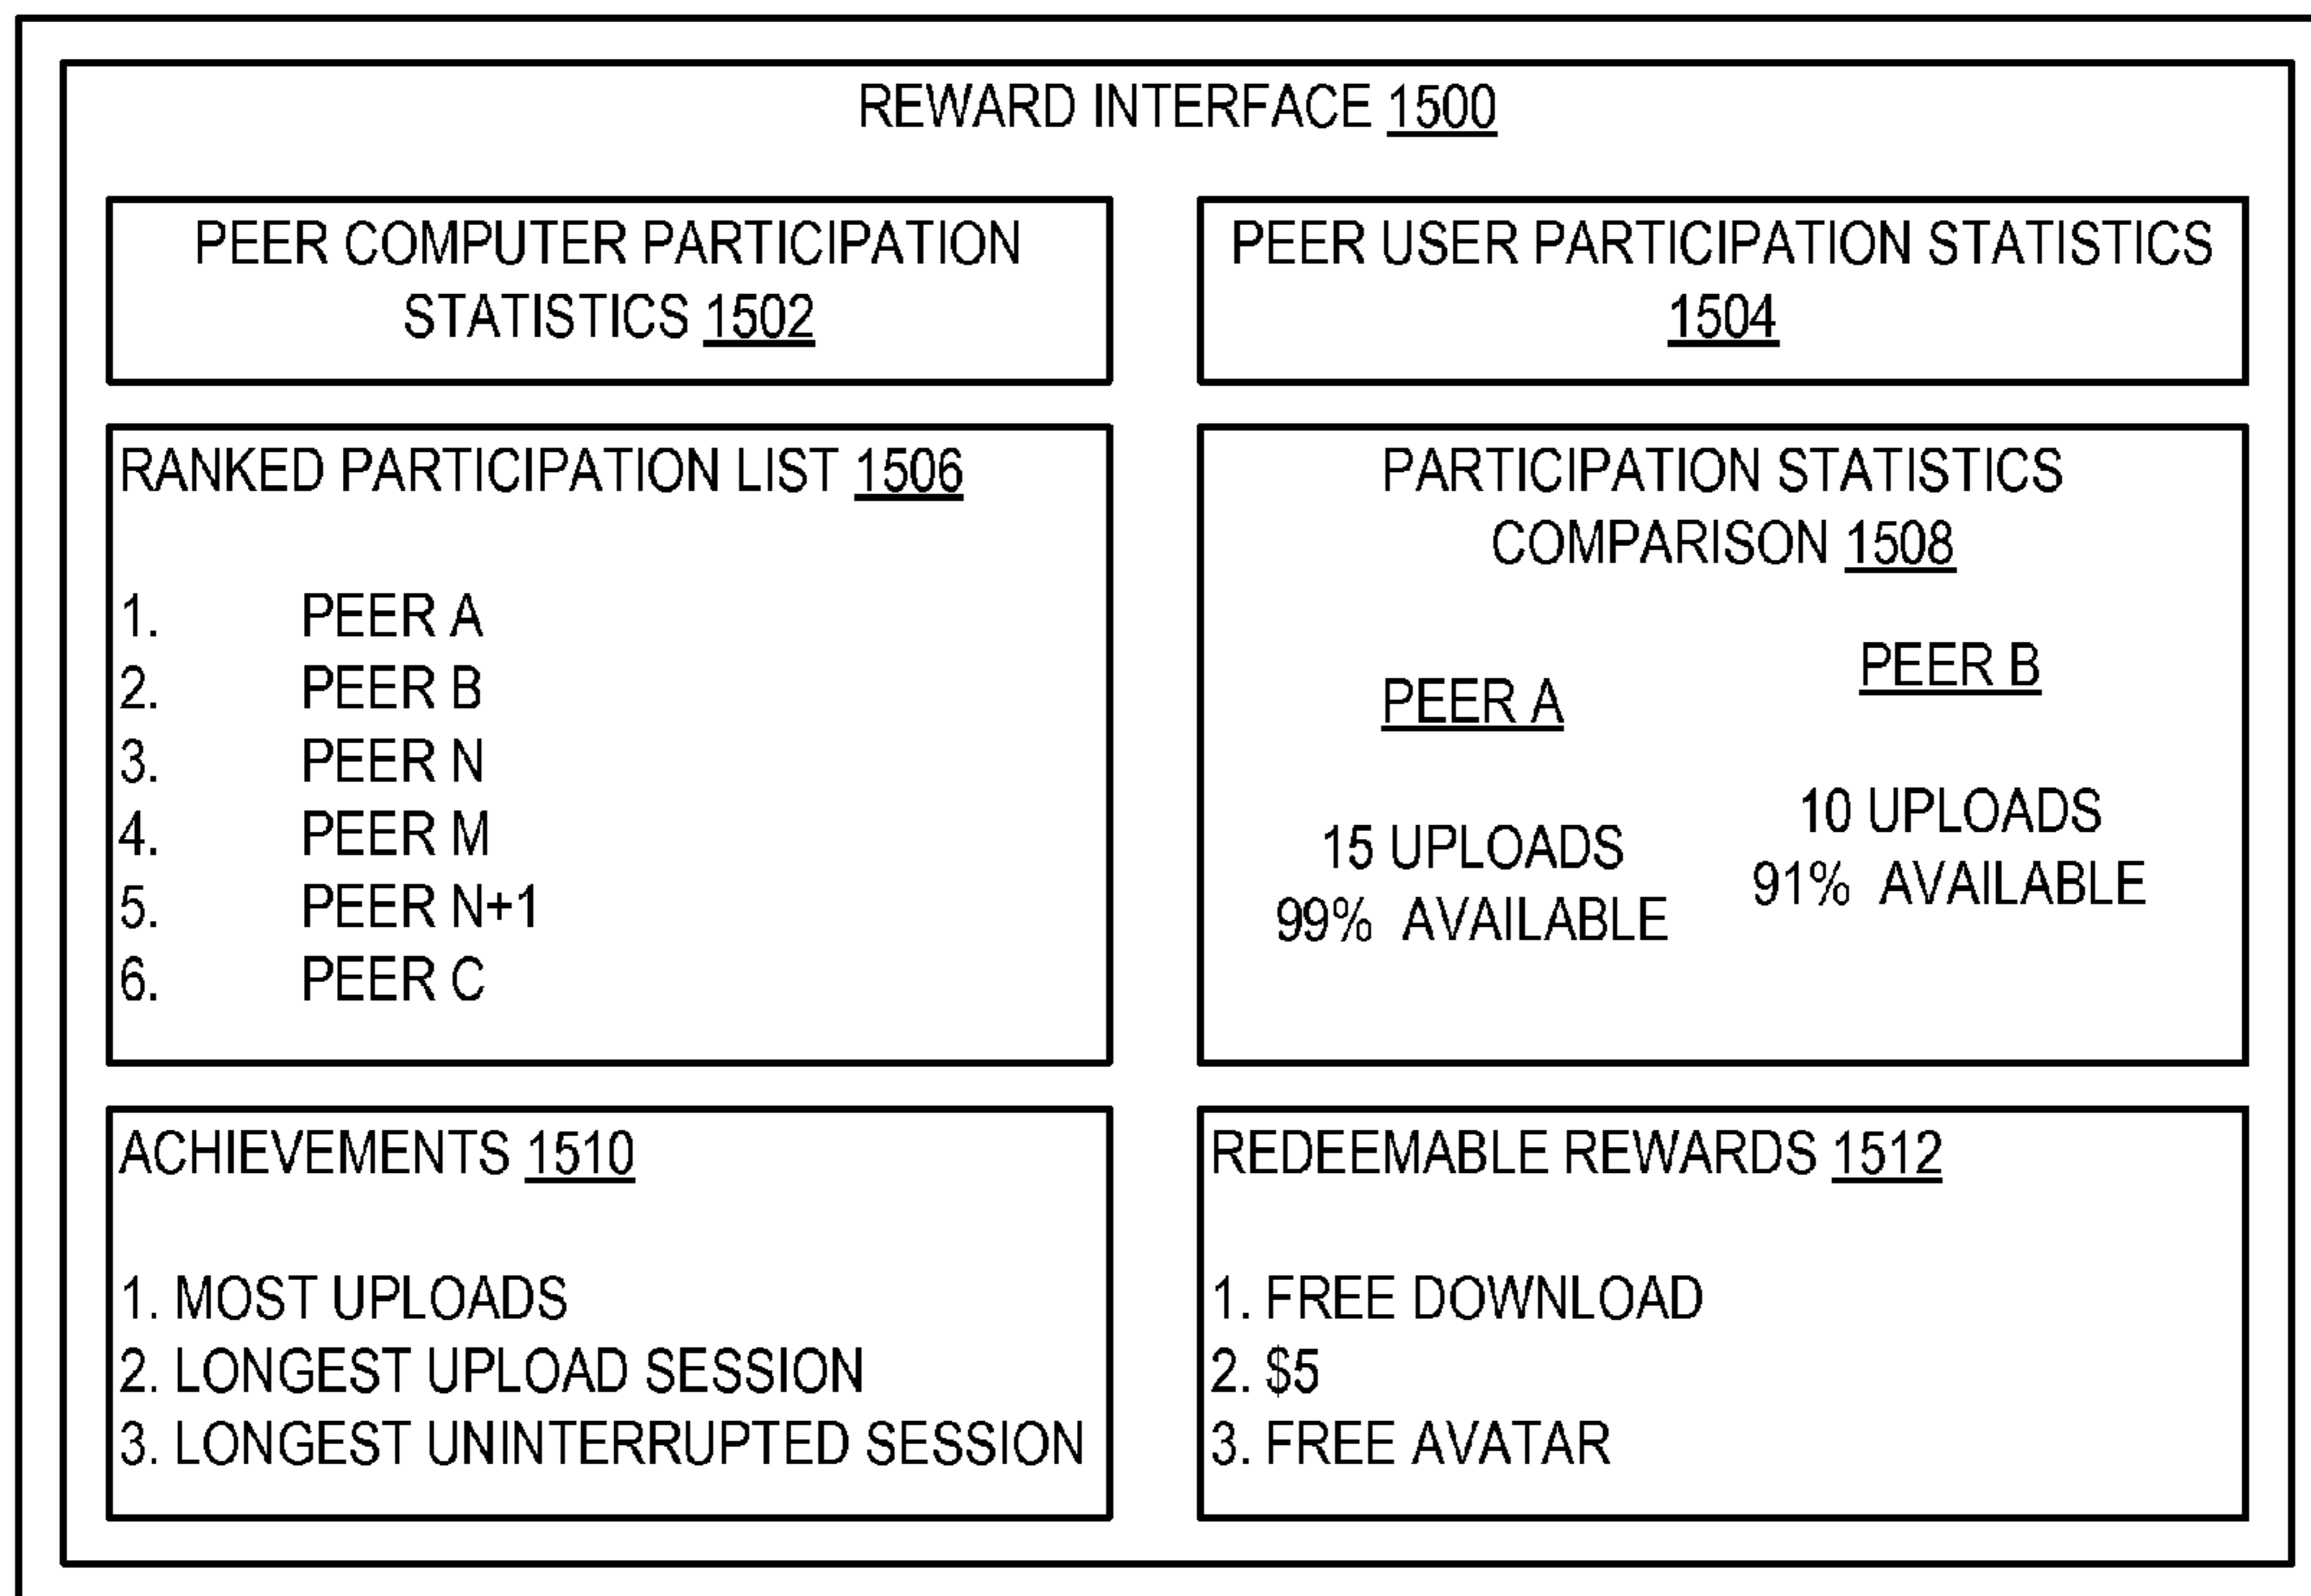 REWARD INTERFACE 1500
PEER COMPUTER PARTICIPATION
STATISTICS 1502
PEER USER PARTICIPATION STATISTICS
1504
RANKED PARTICIPATION LIST 1506
1. PEER A
2. PEER B
3. PEER N
4. PEER M
5. PEER N+1
6. PEER C
PARTICIPATION STATISTICS
COMPARISON 1508
PEER A
15 UPLOADS
99% AVAILABLE
PEER B
10 UPLOADS
91% AVAILABLE
ACHIEVEMENTS 1510
1. MOST UPLOADS
2. LONGEST UPLOAD SESSION
3. LONGEST UNINTERRUPTED SESSION
REDEEMABLE REWARDS 1512
1. FREE DOWNLOAD
2. $5
3. FREE AVATAR